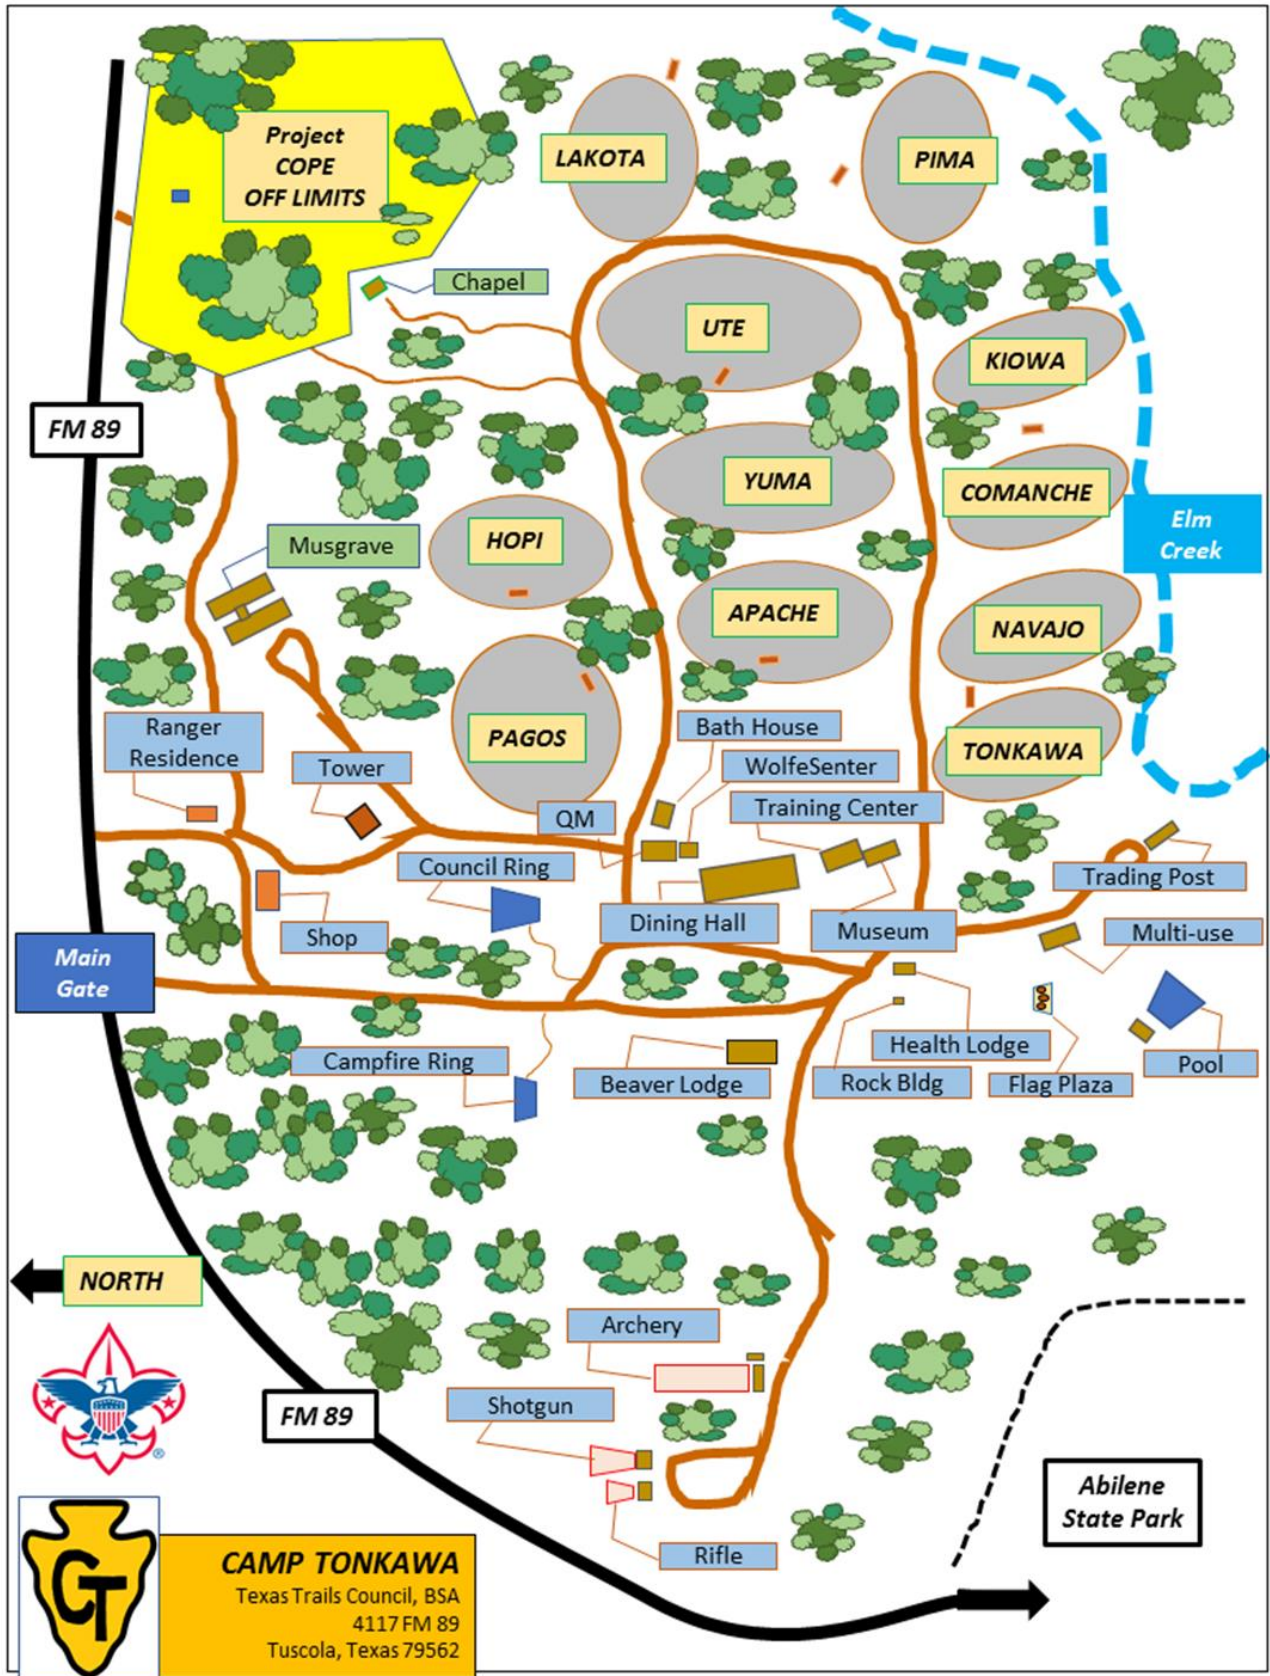 Project
COPE
OFF LIMITS
LAKOTA
PIMA
Chapel
UTE
KIOWA
FM 89
YUMA
COMANCHE
Elm
Creek
HOPI
Musgrave
APACHE
NAVAJO
PAGOS
TONKAWA
Ranger
Residence
Tower
Bath House
WolfeSenter
Training Center
QM
Council Ring
Trading Post
Dining Hall
Museum
Multi-use
Shop
Main
Gate
Health Lodge
Campfire Ring
Beaver Lodge
Rock Bldg
Flag Plaza
Pool
NORTH
Archery
Shotgun
FM 89
Abilene
State Park
Rifle
®
CT
CAMP TONKAWA
Texas Trails Council, BSA
4117 FM 89
Tuscola, Texas 79562